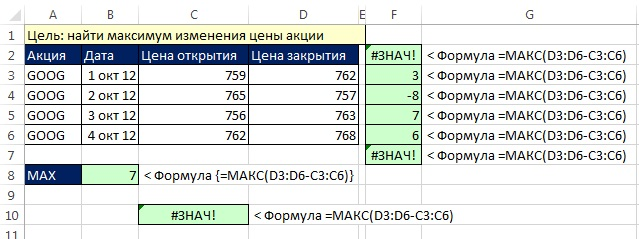 A B C D E F G
1 Цель: найти максимум изменения цены акции
2 Акция Дата Цена открытия Цена закрытия #ЗНАЧ! < Формула =МАКС(D3:D6-C3:C6)
3 GOOG 1 окт 12 759 762 3 < Формула =МАКС(D3:D6-C3:C6)
4 GOOG 2 окт 12 765 757 -8 < Формула =МАКС(D3:D6-C3:C6)
5 GOOG 3 окт 12 756 763 7 < Формула =МАКС(D3:D6-C3:C6)
6 GOOG 4 окт 12 762 768 6 < Формула =МАКС(D3:D6-C3:C6)
7 #ЗНАЧ! < Формула =МАКС(D3:D6-C3:C6)
8 MAX 7 < Формула {=МАКС(D3:D6-C3:C6)}
9
10 #ЗНАЧ! < Формула =МАКС(D3:D6-C3:C6)
11